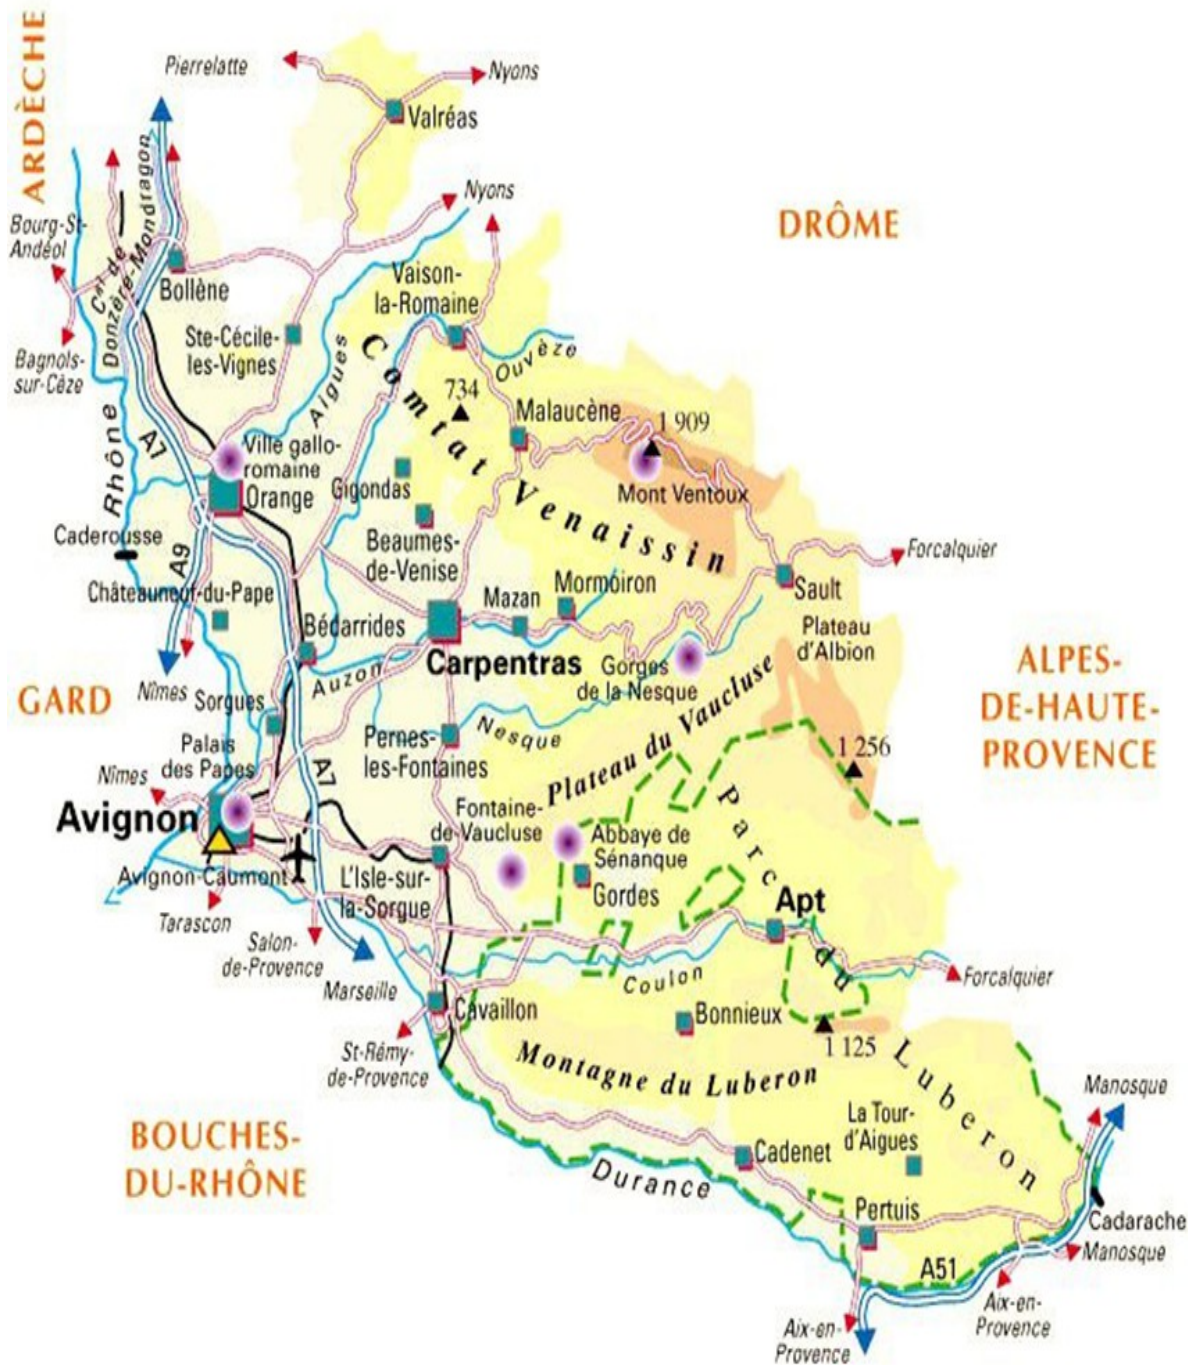 ARDÈCHE
Pierrelatte
Nyons
Valréas
Nyons
DRÔME
Bourg-St-
Andéol
Cal de
Donzère-Mondragon
Bollène
Vaison-
la-Romaine
Ste-Cécile-
les-Vignes
Aigues
Ouvèze
Bagnols-
sur-Cèze
Comtat Venaissin
734
Malaucène
1 909
Rhône
A7
Ville gallo-
romaine
Orange
Gigondas
Mont Ventoux
Caderousse
A9
Beaumes-
de-Venise
Forcalquier
Châteauneuf-du-Pape
Mazan
Mormoiron
Sault
Bédarrides
Plateau
d'Albion
Carpentras
Auzon
Gorges
de la Nesque
ALPES-
DE-HAUTE-
PROVENCE
GARD
Nîmes
Sorgues
Nesque
Plateau du Vaucluse
Pernes-
les-Fontaines
Palais
des Papes
1 256
Nîmes
A7
Parc du Luberon
Avignon
Fontaine-
de-Vaucluse
Abbaye de
Sénanque
Avignon-Caumont
L'Isle-sur-
la-Sorgue
Gordes
Apt
Tarascon
Salon-
de-Provence
Marseille
Coulon
Forcalquier
Cavaillon
Bonnieux
St-Rémy-
de-Provence
1 125
Montagne du Luberon
Manosque
La Tour-
d'Aigues
BOUCHES-
DU-RHÔNE
Cadenet
Durance
Pertuis
Cadarache
Manosque
A51
Aix-en-
Provence
Aix-en-
Provence